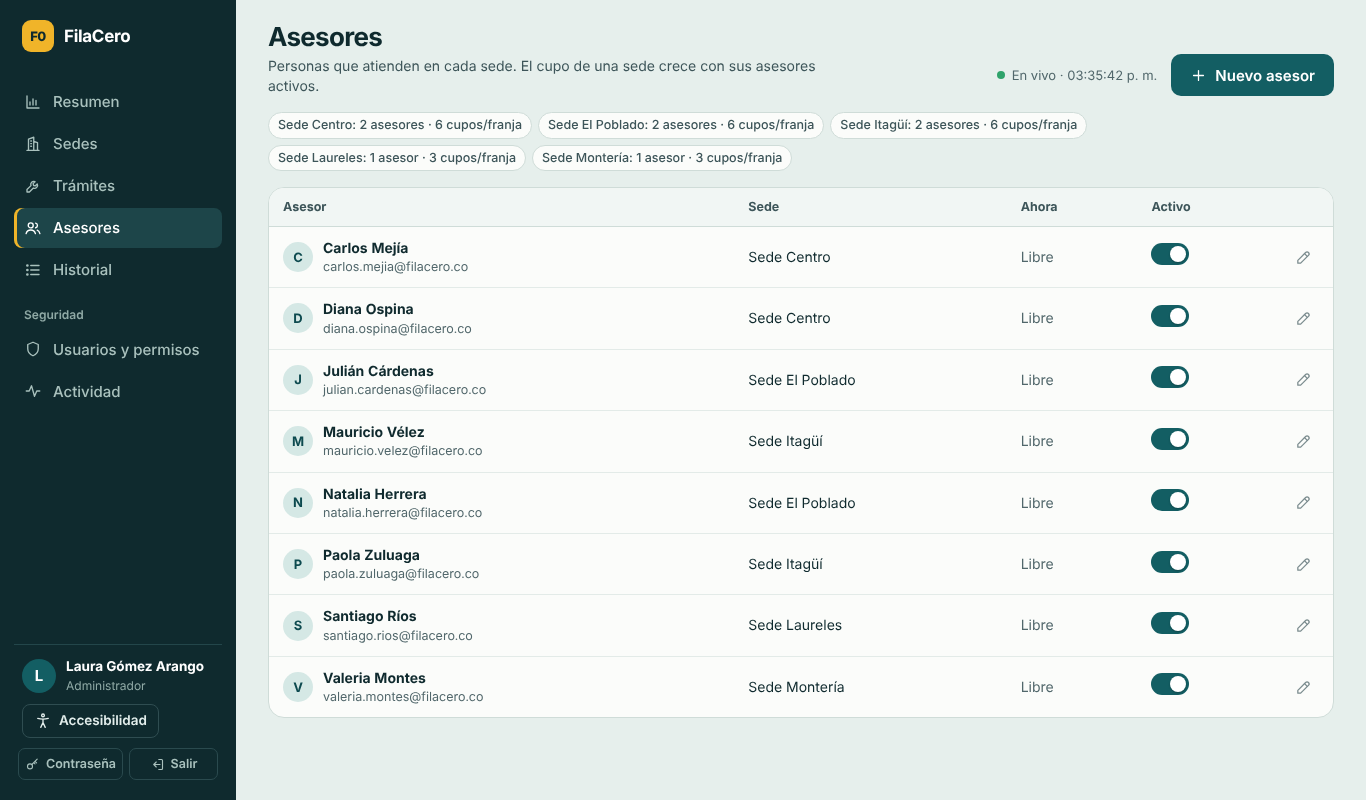 F0 FilaCero
Resumen
Sedes
Trámites
Asesores
Historial
Seguridad
Usuarios y permisos
Actividad
L Laura Gómez Arango
Administrador
Accesibilidad
Contraseña Salir
Asesores
Personas que atienden en cada sede. El cupo de una sede crece con sus asesores
activos.
En vivo · 03:35:42 p. m.
Nuevo asesor
Sede Centro: 2 asesores · 6 cupos/franja Sede El Poblado: 2 asesores · 6 cupos/franja Sede Itagüí: 2 asesores · 6 cupos/franja
Sede Laureles: 1 asesor · 3 cupos/franja Sede Montería: 1 asesor · 3 cupos/franja
Asesor Sede Ahora Activo
C Carlos Mejía Sede Centro Libre
carlos.mejia@filacero.co
D Diana Ospina Sede Centro Libre
diana.ospina@filacero.co
J Julián Cárdenas Sede El Poblado Libre
julian.cardenas@filacero.co
M Mauricio Vélez Sede Itagüí Libre
mauricio.velez@filacero.co
N Natalia Herrera Sede El Poblado Libre
natalia.herrera@filacero.co
P Paola Zuluaga Sede Itagüí Libre
paola.zuluaga@filacero.co
S Santiago Ríos Sede Laureles Libre
santiago.rios@filacero.co
V Valeria Montes Sede Montería Libre
valeria.montes@filacero.co